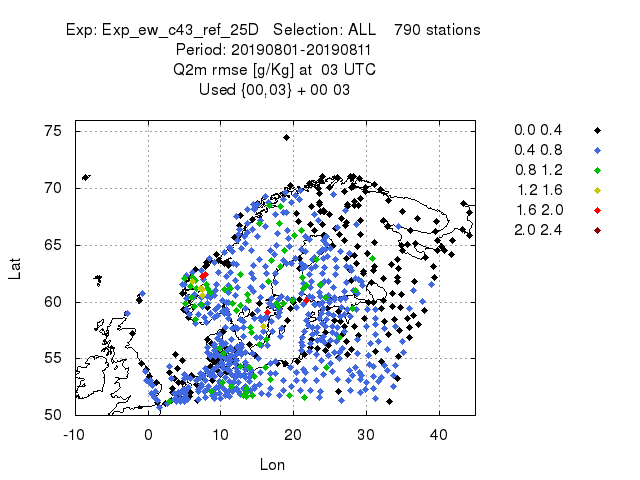 Exp: Exp_ew_c43_ref_25D   Selection: ALL    790 stations
Period: 20190801-20190811
Q2m rmse [g/Kg] at  03 UTC
Used {00,03} + 00 03
0.0 0.4
0.4 0.8
0.8 1.2
1.2 1.6
1.6 2.0
2.0 2.4
Lat
75
70
65
60
55
50
-10 0 10 20 30 40
Lon